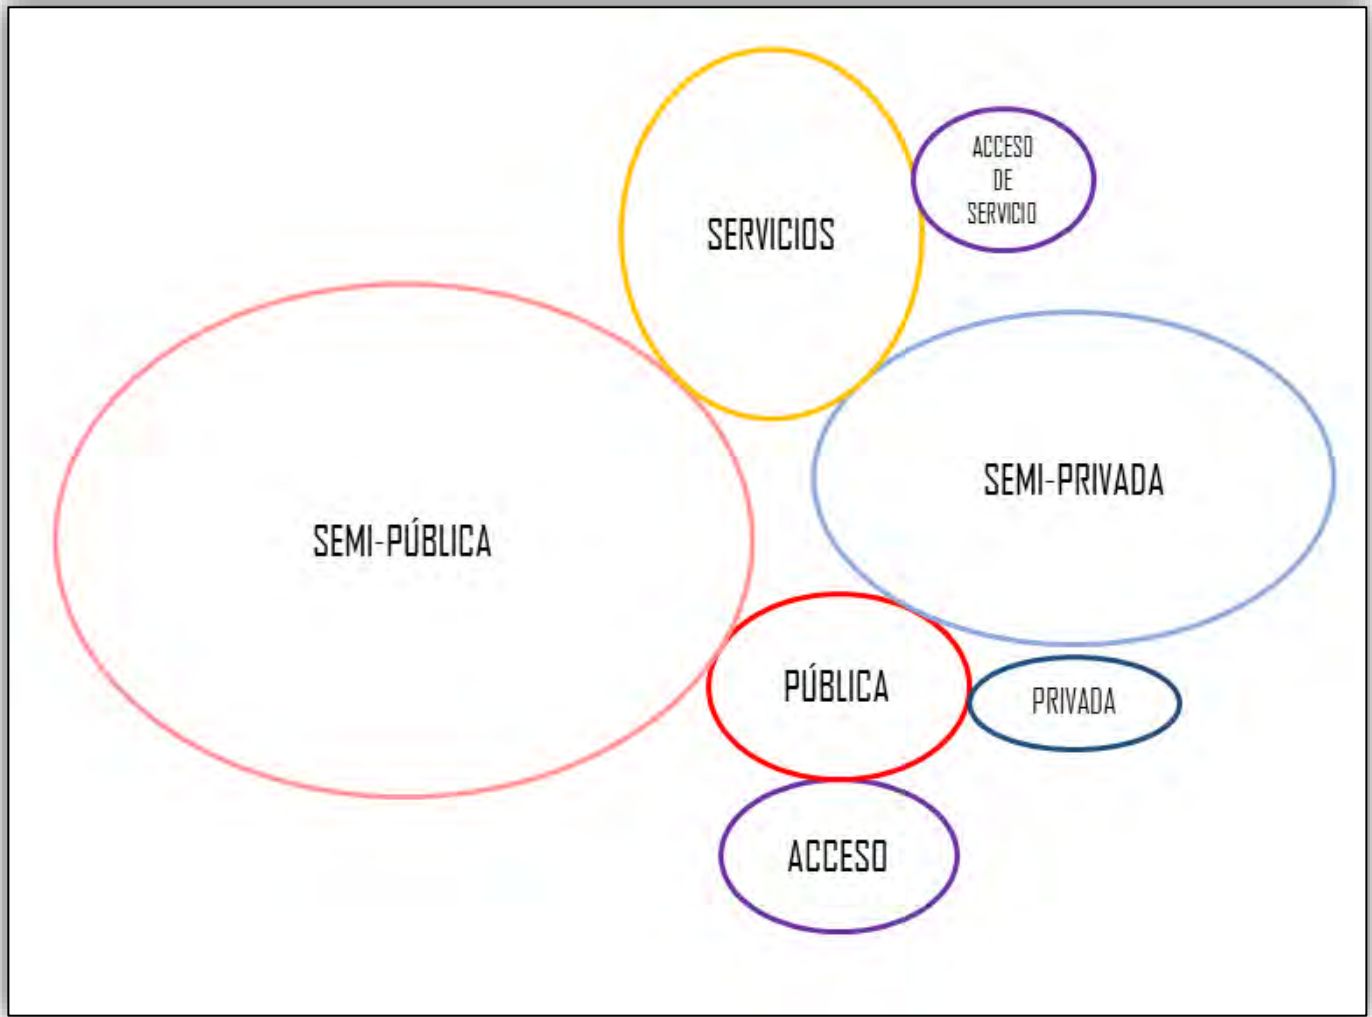 ACCESO
DE
SERVICIO
SERVICIOS
SEMI-PRIVADA
SEMI-PÚBLICA
PÚBLICA
PRIVADA
ACCESO